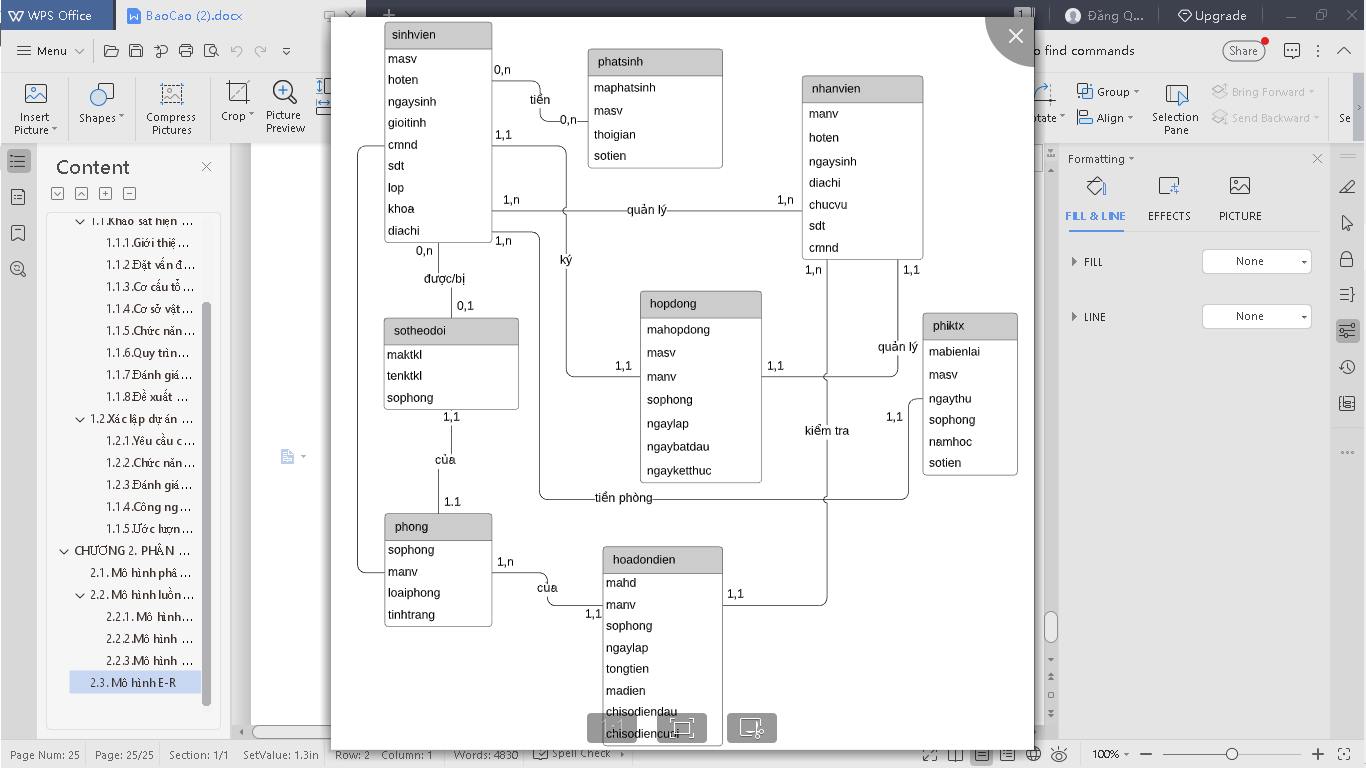 WPS Office
BaoCao (2).docx
Đăng Q...
Upgrade
Menu
o find commands
Share
Insert
Picture
Shapes
Compress
Pictures
Crop
Picture
Preview
Group
Align
Selection
Pane
Bring Forward
Send Backward
Se
Content
1.1.Khảo sát hiện ...
1.1.1.Giới thiệ ...
1.1.2.Đặt vấn đ...
1.1.3.Cơ cấu tổ ...
1.1.4.Cơ sở vật...
1.1.5.Chức năn...
1.1.6.Quy trìn...
1.1.7.Đánh giá...
1.1.8.Đề xuất ...
1.2.Xác lập dự án ...
1.2.1.Yêu cầu c...
1.2.2.Chức năn...
1.2.3.Đánh giá...
1.1.4.Công ng...
1.1.5.Ước lượn...
CHƯƠNG 2. PHÂN ...
2.1. Mô hình phâ...
2.2. Mô hình luồn...
2.2.1. Mô hình...
2.2.2.Mô hình ...
2.2.3.Mô hình ...
2.3. Mô hình E-R
sinhvien
masv
hoten
ngaysinh
gioitinh
cmnd
sdt
lop
khoa
diachi
0,n
tiền
0,n
phatsinh
maphatsinh
masv
thoigian
sotien
nhanvien
manv
hoten
ngaysinh
diachi
chucvu
sdt
cmnd
1,1
1,n
quản lý
1,n
1,n
ký
0,n
được/bị
0,1
1,n
1,1
quản lý
sotheodoi
maktkl
tenktkl
sophong
hopdong
mahopdong
masv
manv
sophong
ngaylap
ngaybatdau
ngayketthuc
1,1
1,1
phiktx
mabienlai
masv
ngaythu
sophong
namhoc
sotien
1,1
kiểm tra
1,1
của
1.1
tiền phòng
phong
sophong
manv
loaiphong
tinhtrang
1,n
của
1,1
hoadondien
mahd
manv
sophong
ngaylap
tongtien
madien
chisodiendau
1,1
Formatting
FILL & LINE
EFFECTS
PICTURE
FILL
None
LINE
None
Page Num: 25
Page: 25/25
Section: 1/1
SetValue: 1.3in
Row: 2
Column: 1
Words: 4830
Spell Check
100%